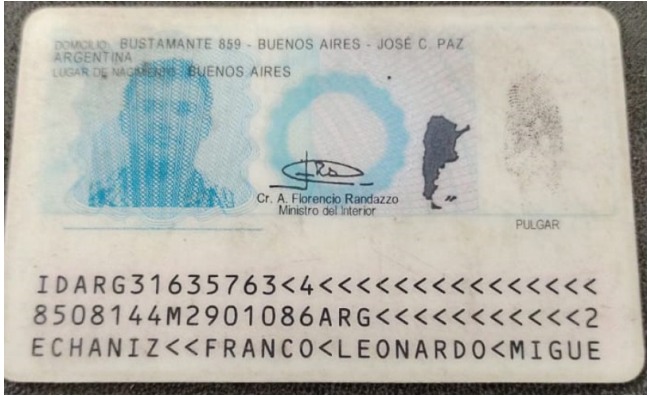 DOMICILIO: BUSTAMANTE 859 - BUENOS AIRES - JOSÉ C. PAZ
ARGENTINA
LUGAR DE NACIMIENTO: BUENOS AIRES
Cr. A. Florencio Randazzo
Ministro del Interior
PULGAR
IDARG31635763<4<<<<<<<<<<<<<<<
8508144M2901086ARG<<<<<<<<<<<2
ECHANIZ<<FRANCO<LEONARDO<MIGUE